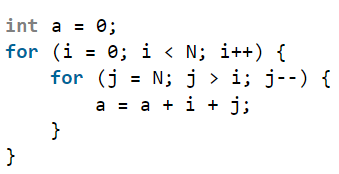 int a = 0;
for (i = 0; i < N; i++) {
    for (j = N; j > i; j--) {
        a = a + i + j;
    }
}